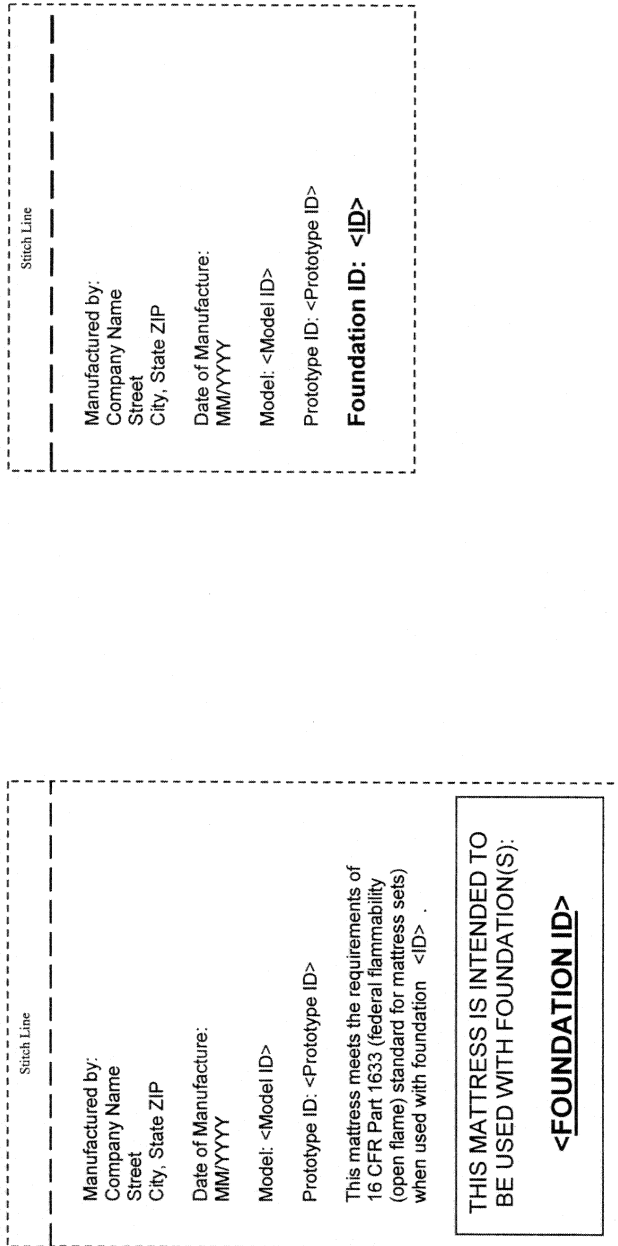 Stitch Line
Manufactured by:
Company Name
Street
City, State ZIP
Date of Manufacture:
MM/YYYY
Model: <Model ID>
Prototype ID: <Prototype ID>
This mattress meets the requirements of
16 CFR Part 1633 (federal flammability
(open flame) standard for mattress sets)
when used with foundation <ID> .
THIS MATTRESS IS INTENDED TO
BE USED WITH FOUNDATION(S):
<FOUNDATION ID>
Stitch Line
Manufactured by:
Company Name
Street
City, State ZIP
Date of Manufacture:
MM/YYYY
Model: <Model ID>
Prototype ID: <Prototype ID>
Foundation ID: <ID>